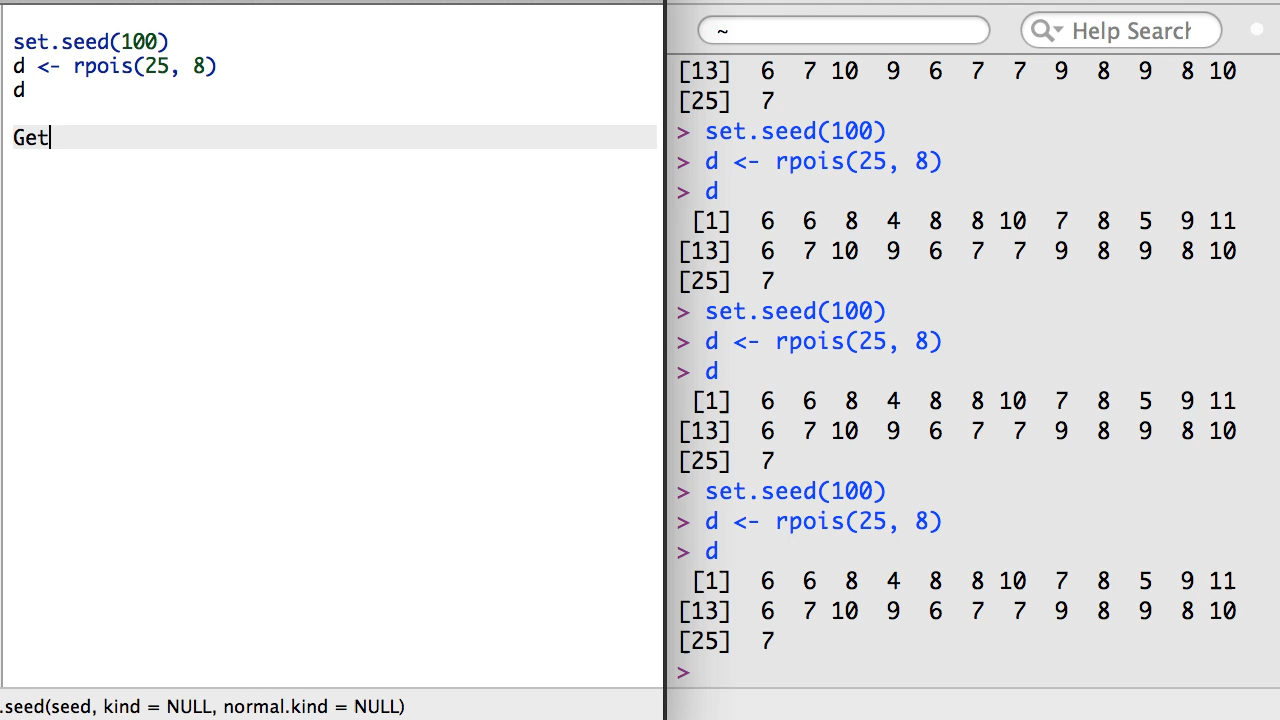 set.seed(100)
d <- rpois(25, 8)
d
Get
.seed(seed, kind = NULL, normal.kind = NULL)
~
Help Search
[13] 6 7 10 9 6 7 7 9 8 9 8 10
[25] 7
> set.seed(100)
> d <- rpois(25, 8)
> d
[1] 6 6 8 4 8 8 10 7 8 5 9 11
[13] 6 7 10 9 6 7 7 9 8 9 8 10
[25] 7
> set.seed(100)
> d <- rpois(25, 8)
> d
[1] 6 6 8 4 8 8 10 7 8 5 9 11
[13] 6 7 10 9 6 7 7 9 8 9 8 10
[25] 7
> set.seed(100)
> d <- rpois(25, 8)
> d
[1] 6 6 8 4 8 8 10 7 8 5 9 11
[13] 6 7 10 9 6 7 7 9 8 9 8 10
[25] 7
>